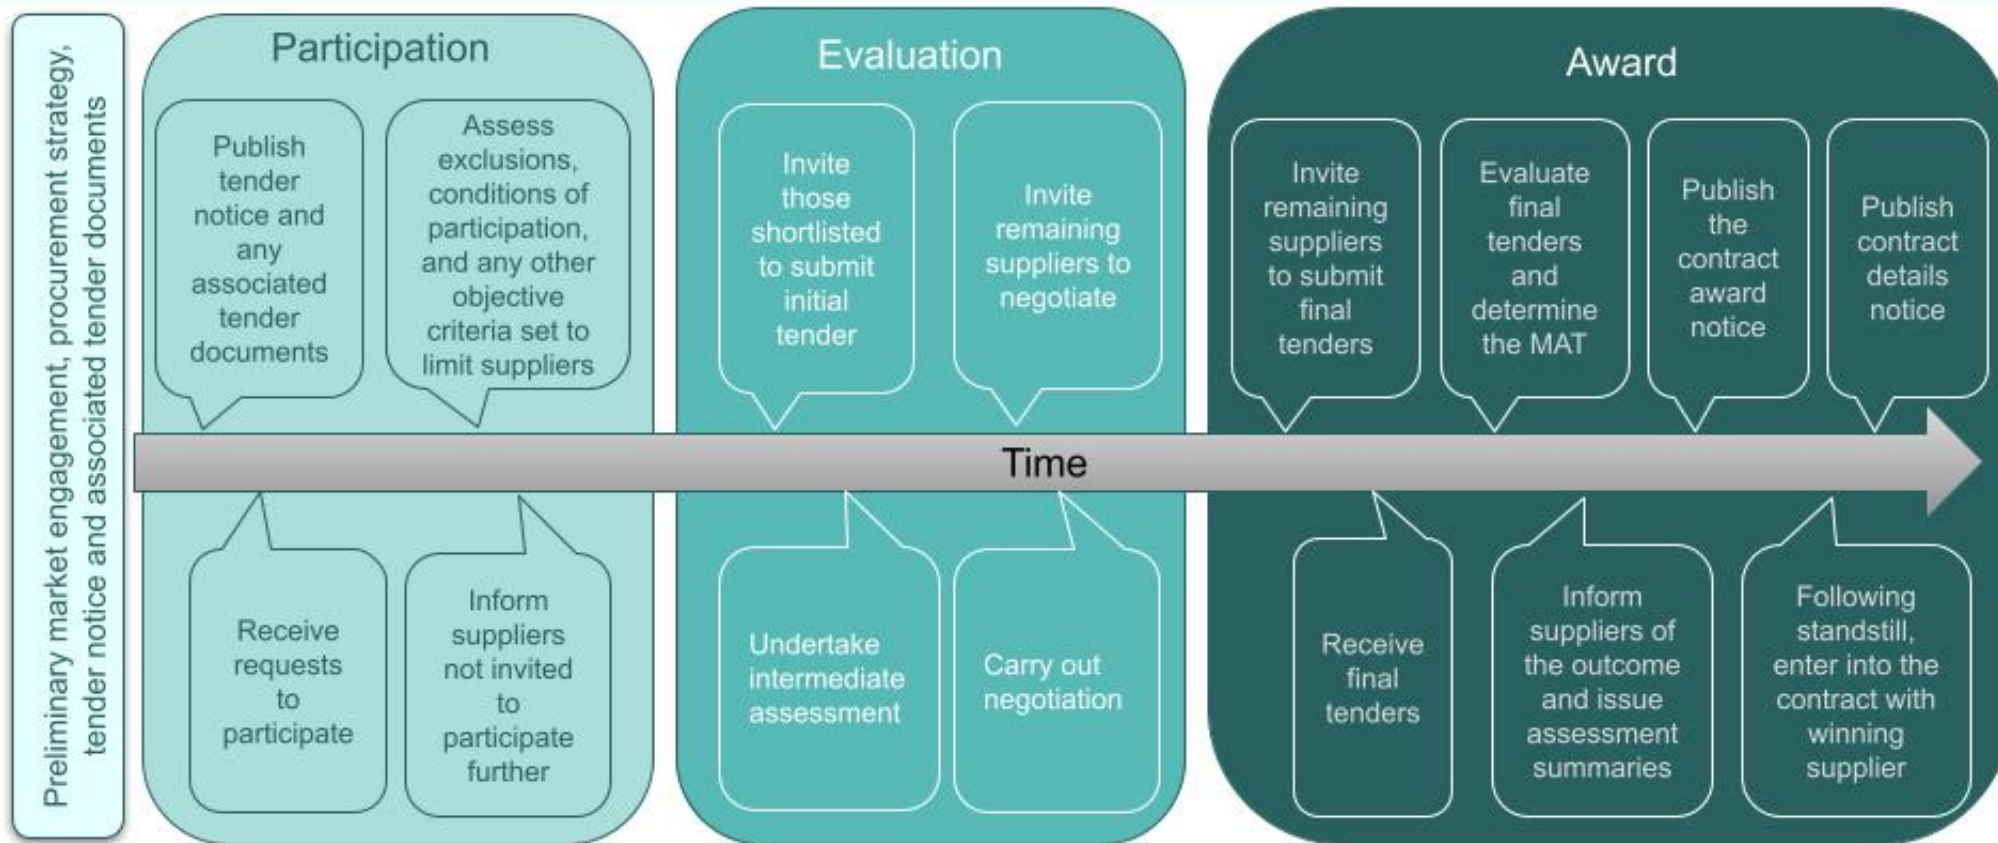 Preliminary market engagement, procurement strategy,
tender notice and associated tender documents
Participation
Publish
tender
notice and
any
associated
tender
documents
Assess
exclusions,
conditions of
participation,
and any other
objective
criteria set to
limit suppliers
Receive
requests
to
participate
Inform
suppliers
not invited
to
participate
further
Evaluation
Invite
those
shortlisted
to submit
initial
tender
Invite
remaining
suppliers to
negotiate
Time
Undertake
intermediate
assessment
Carry out
negotiation
Award
Invite
remaining
suppliers
to submit
final
tenders
Evaluate
final
tenders
and
determine
the MAT
Publish
the
contract
award
notice
Publish
contract
details
notice
Receive
final
tenders
Inform
suppliers of
the outcome
and issue
assessment
summaries
Following
standstill,
enter into the
contract with
winning
supplier